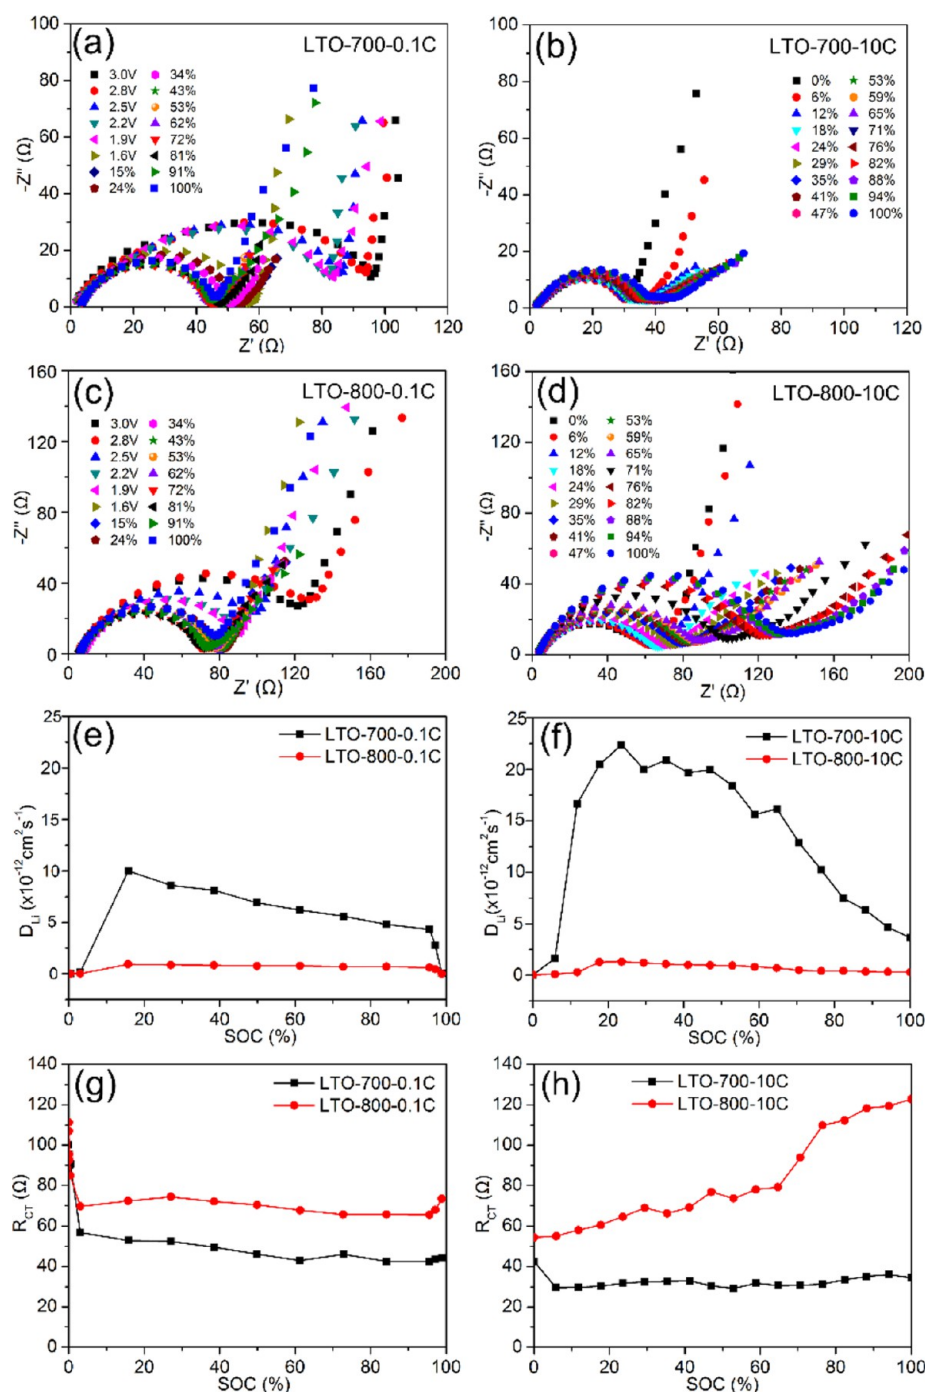 (a)
LTO-700-0.1C
3.0V 34%
2.8V 43%
2.5V 53%
2.2V 62%
1.9V 72%
1.6V 81%
15% 91%
24% 100%
-Z'' (Ω)
100
80
60
40
20
0
0 20 40 60 80 100 120
Z' (Ω)
(b)
LTO-700-10C
0% 53%
6% 59%
12% 65%
18% 71%
24% 76%
29% 82%
35% 88%
41% 94%
47% 100%
-Z'' (Ω)
100
80
60
40
20
0
0 20 40 60 80 100 120
Z' (Ω)
(c)
LTO-800-0.1C
3.0V 34%
2.8V 43%
2.5V 53%
2.2V 62%
1.9V 72%
1.6V 81%
15% 91%
24% 100%
-Z'' (Ω)
160
120
80
40
0
0 40 80 120 160 200
Z' (Ω)
(d)
LTO-800-10C
0% 53%
6% 59%
12% 65%
18% 71%
24% 76%
29% 82%
35% 88%
41% 94%
47% 100%
-Z'' (Ω)
160
120
80
40
0
0 40 80 120 160 200
Z' (Ω)
(e)
LTO-700-0.1C
LTO-800-0.1C
D_Li (x10^-12cm^2s^-1)
25
20
15
10
5
0
0 20 40 60 80 100
SOC (%)
(f)
LTO-700-10C
LTO-800-10C
D_Li(x10^-12cm^2s^-1)
25
20
15
10
5
0
0 20 40 60 80 100
SOC (%)
(g)
LTO-700-0.1C
LTO-800-0.1C
R_CT (Ω)
140
120
100
80
60
40
20
0
0 20 40 60 80 100
SOC (%)
(h)
LTO-700-10C
LTO-800-10C
R_CT (Ω)
140
120
100
80
60
40
20
0
0 20 40 60 80 100
SOC (%)